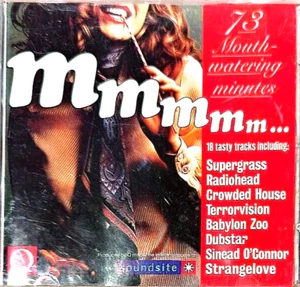 73
Mouth-
watering
minutes
mmmmm...
18 tasty tracks including:
Supergrass
Radiohead
Crowded House
Terrorvision
Babylon Zoo
Dubstar
Sinead O'Connor
Strangelove
Q
soundsite